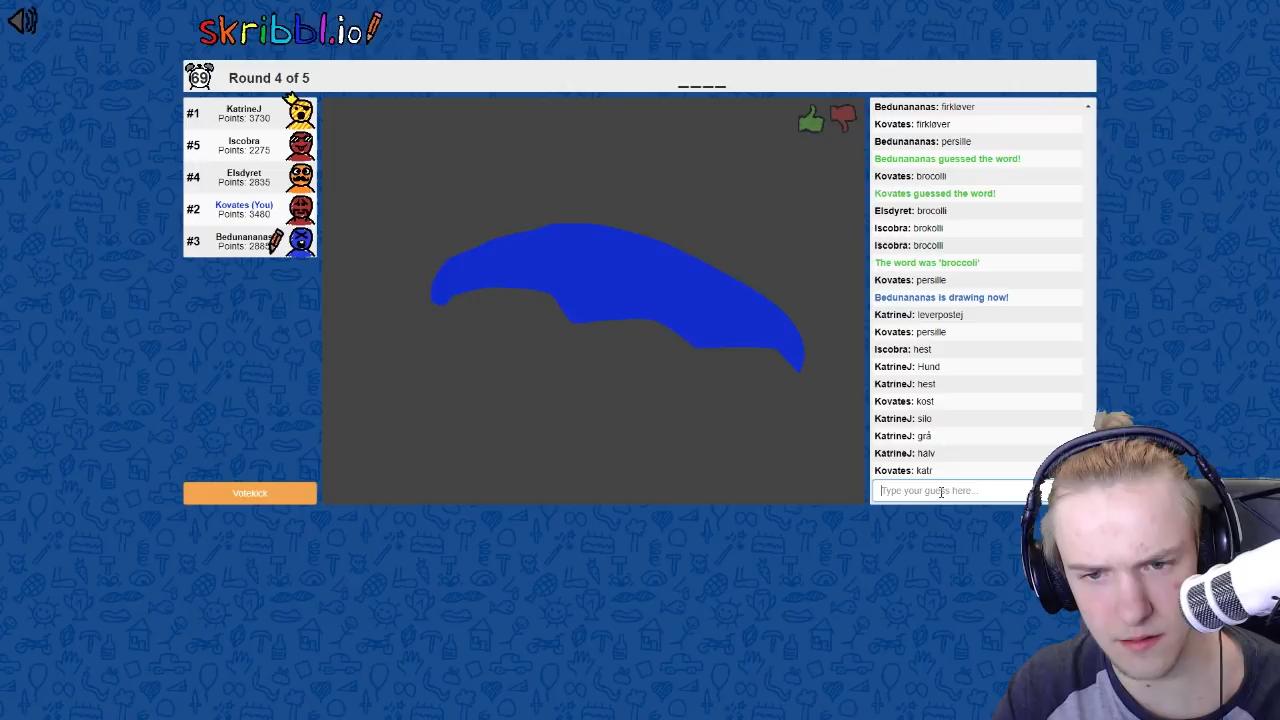 skribbl.io
69
Round 4 of 5
____
#1
KatrineJ
Points: 3730
#5
Iscobra
Points: 2275
#4
Elsdyret
Points: 2835
#2
Kovates (You)
Points: 3480
#3
Bedunananas
Points: 2885
Votekick
Bedunananas: firkløver
Kovates: firkløver
Bedunananas: persille
Bedunananas guessed the word!
Kovates: brocolli
Kovates guessed the word!
Elsdyret: brocolli
Iscobra: brokolli
Iscobra: brocolli
The word was 'broccoli'
Kovates: persille
Bedunananas is drawing now!
KatrineJ: leverpostej
Kovates: persille
Iscobra: hest
KatrineJ: Hund
KatrineJ: hest
Kovates: kost
KatrineJ: silo
KatrineJ: grå
KatrineJ: halv
Kovates: katr
Type your guess here...